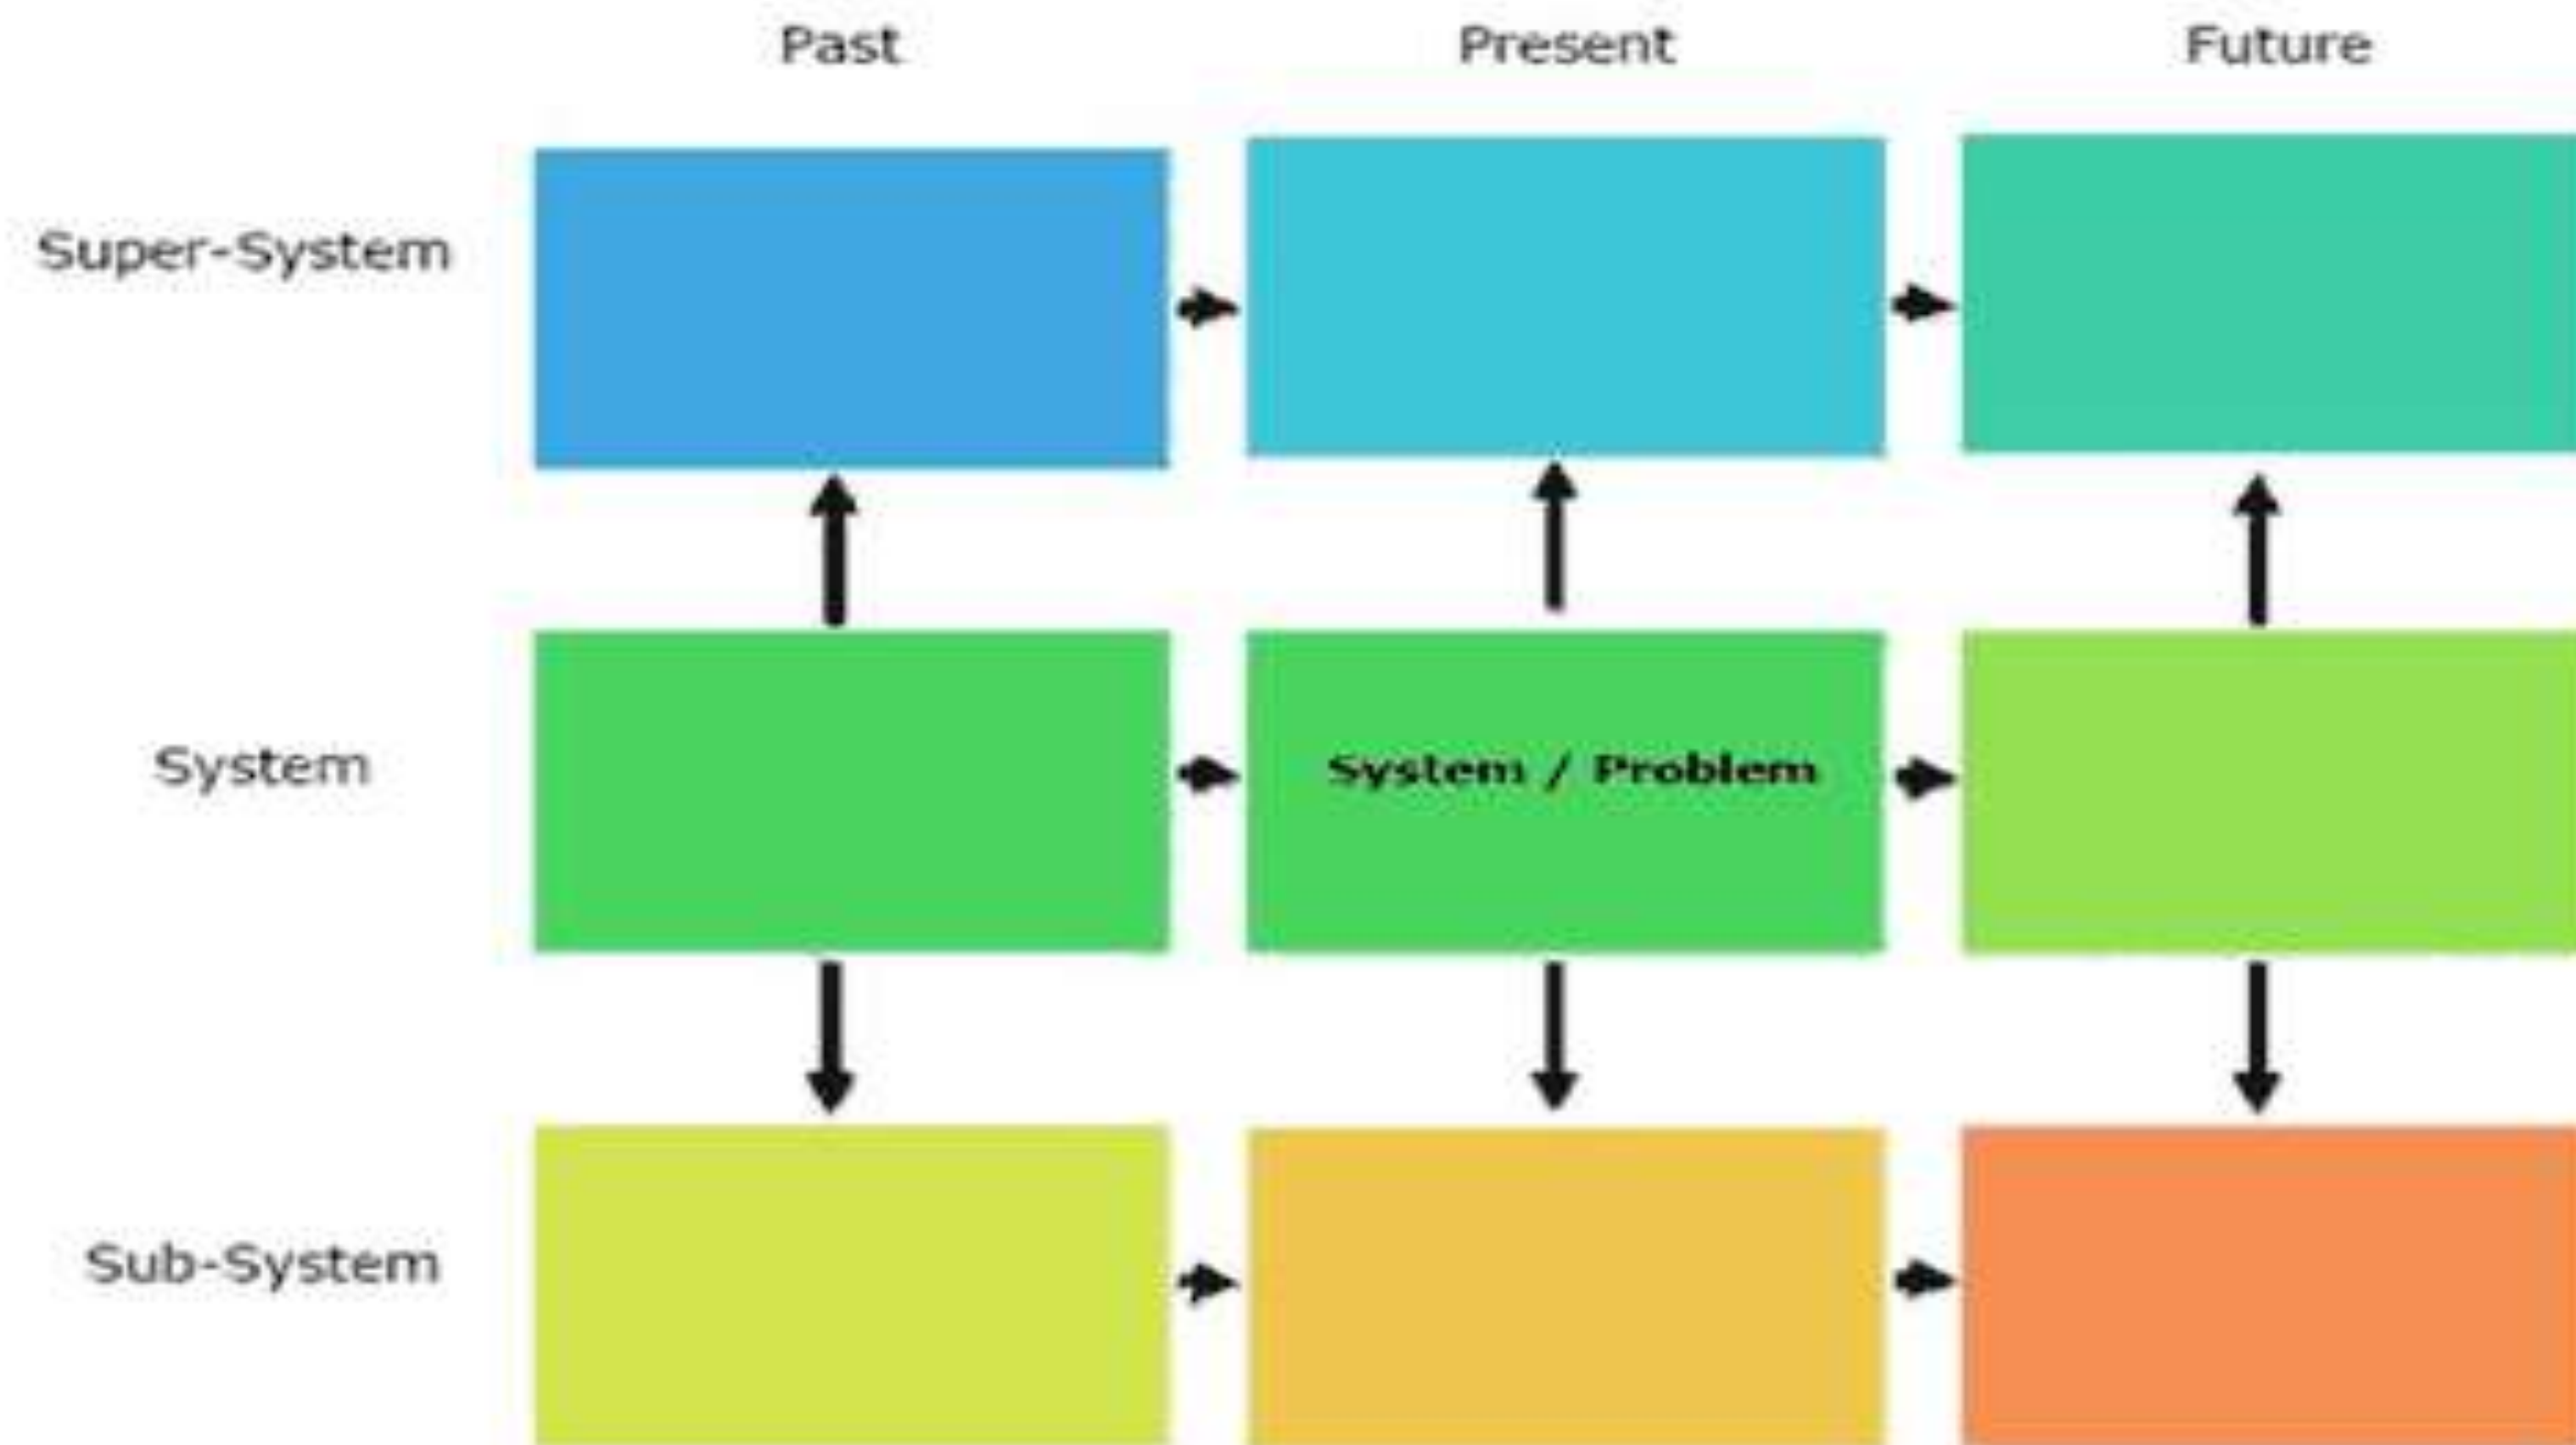 Past Present Future
Super-System
System
System / Problem
Sub-System